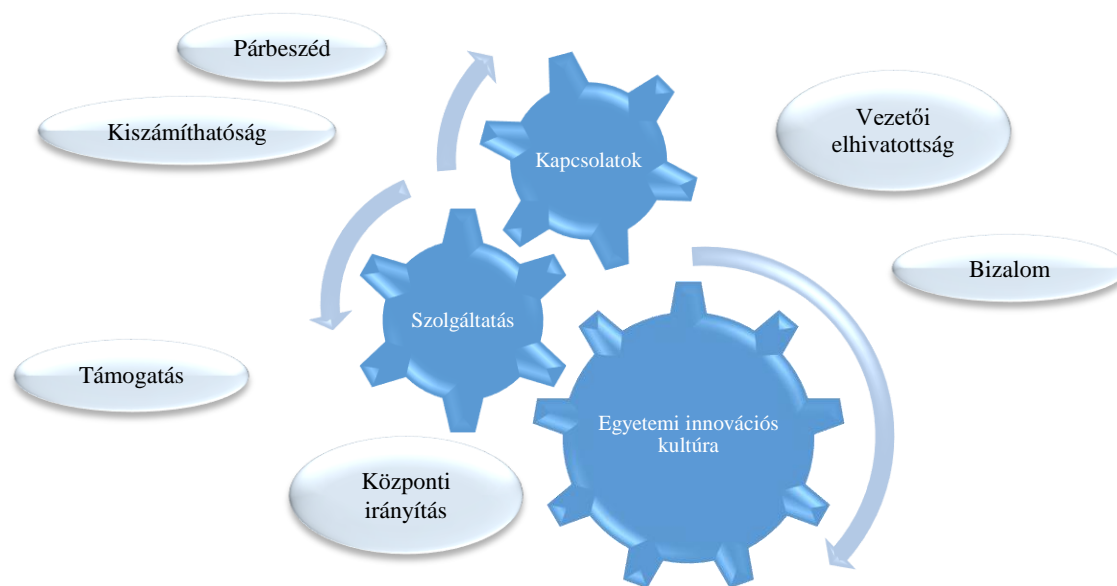 Párbeszéd
Kiszámíthatóság
Kapcsolatok
Vezetői
elhivatottság
Bizalom
Szolgáltatás
Támogatás
Egyetemi innovációs
kultúra
Központi
irányítás